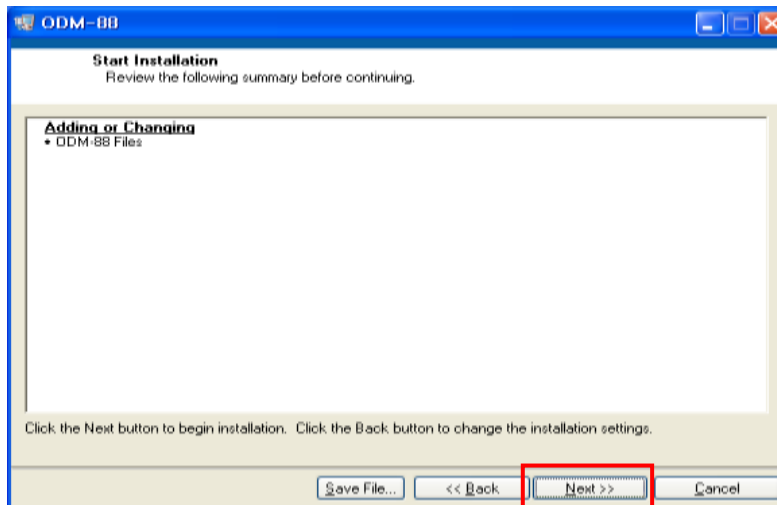 ODM-88
Start Installation
Review the following summary before continuing.
Adding or Changing
• ODM-88 Files
Click the Next button to begin installation. Click the Back button to change the installation settings.
Save File... << Back Next >> Cancel